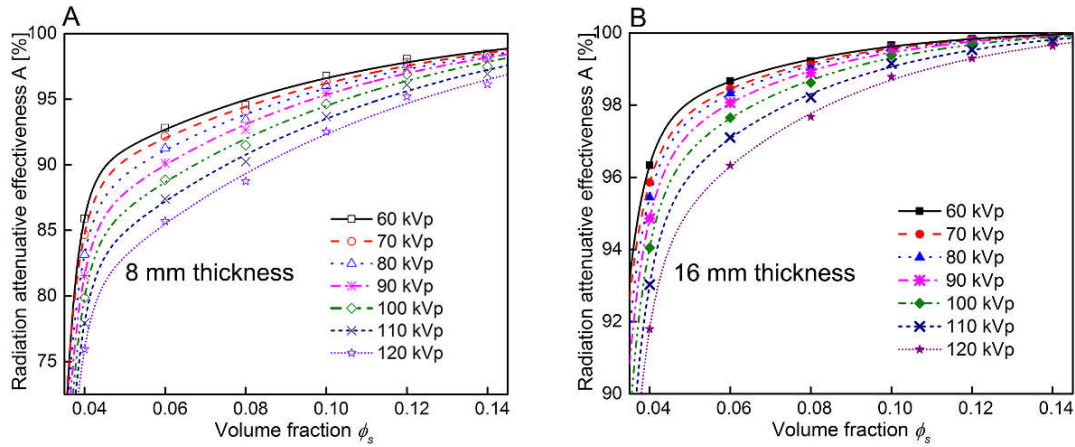 A
Radiation attenuative effectiveness A [%]
100
95
90
85
80
75
8 mm thickness
60 kVp
70 kVp
80 kVp
90 kVp
100 kVp
110 kVp
120 kVp
0.04 0.06 0.08 0.10 0.12 0.14
Volume fraction ϕs
B
Radiation attenuative effectiveness A [%]
100
98
96
94
92
90
16 mm thickness
60 kVp
70 kVp
80 kVp
90 kVp
100 kVp
110 kVp
120 kVp
0.04 0.06 0.08 0.10 0.12 0.14
Volume fraction ϕs